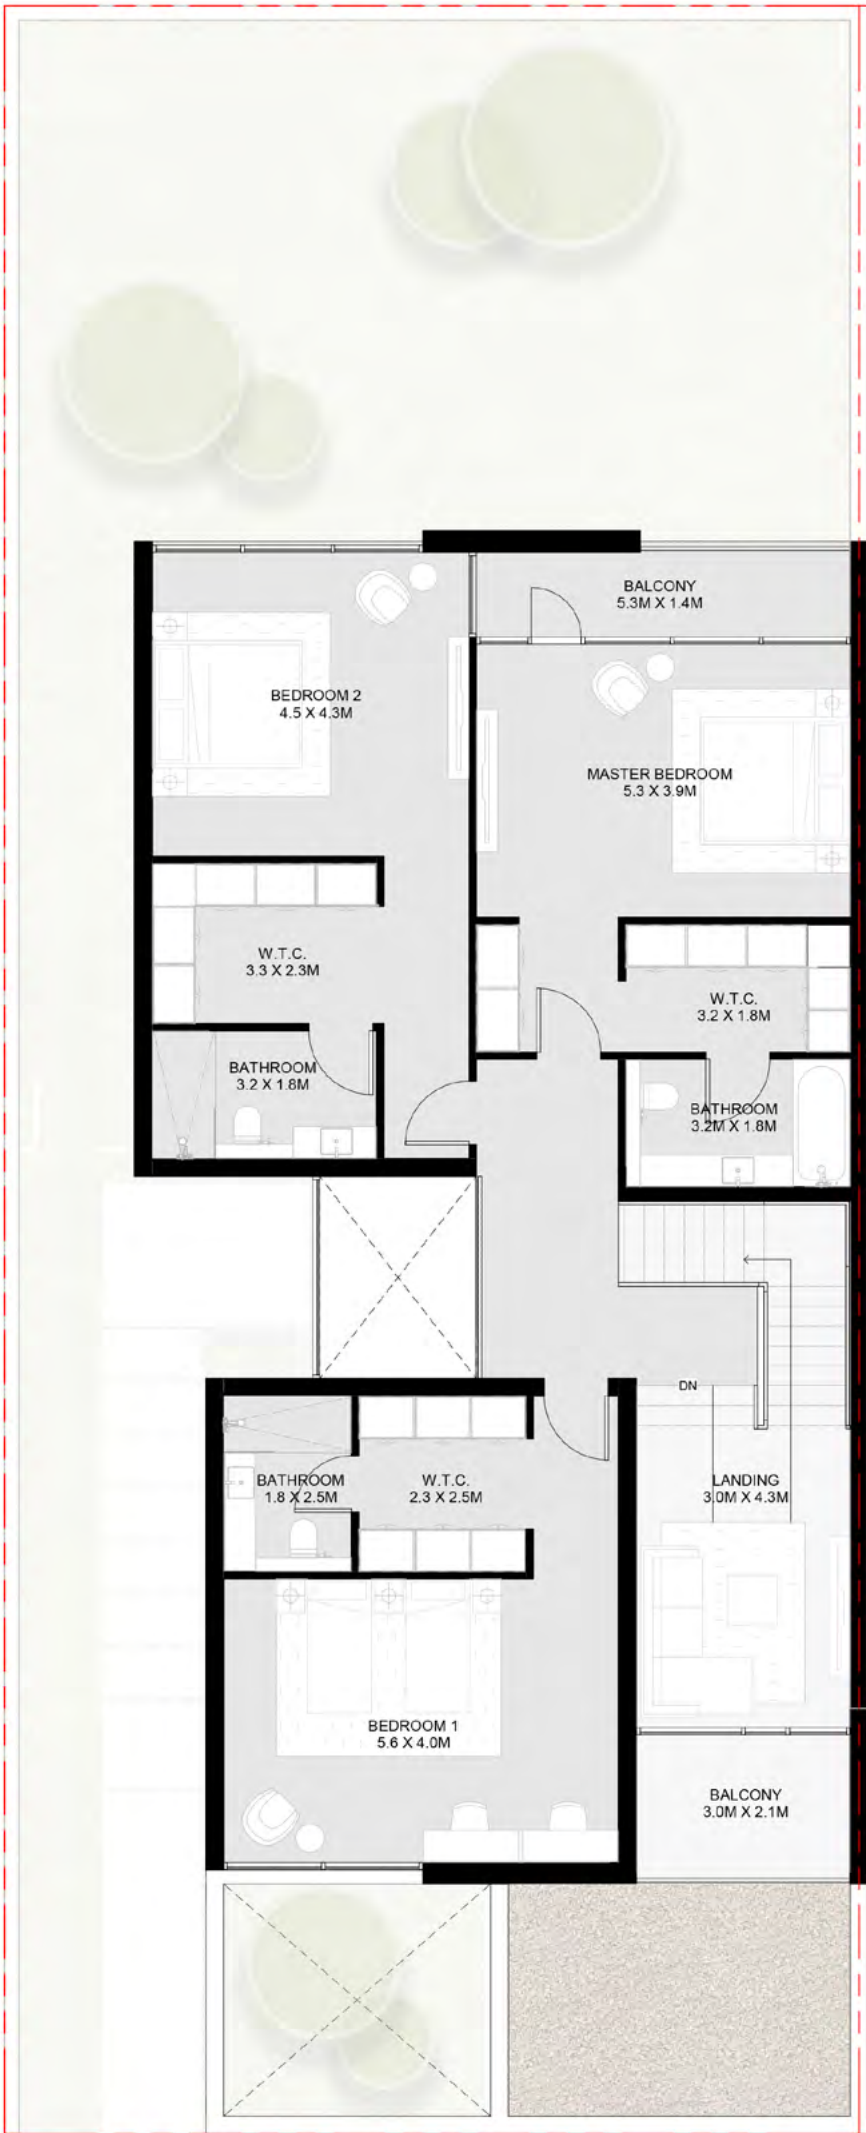 BALCONY
5.3M X 1.4M
BEDROOM 2
4.5 X 4.3M
MASTER BEDROOM
5.3 X 3.9M
W.T.C.
3.3 X 2.3M
W.T.C.
3.2 X 1.8M
BATHROOM
3.2 X 1.8M
BATHROOM
3.2M X 1.8M
DN
BATHROOM
1.8 X 2.5M
W.T.C.
2.3 X 2.5M
LANDING
3.0M X 4.3M
BEDROOM 1
5.6 X 4.0M
BALCONY
3.0M X 2.1M